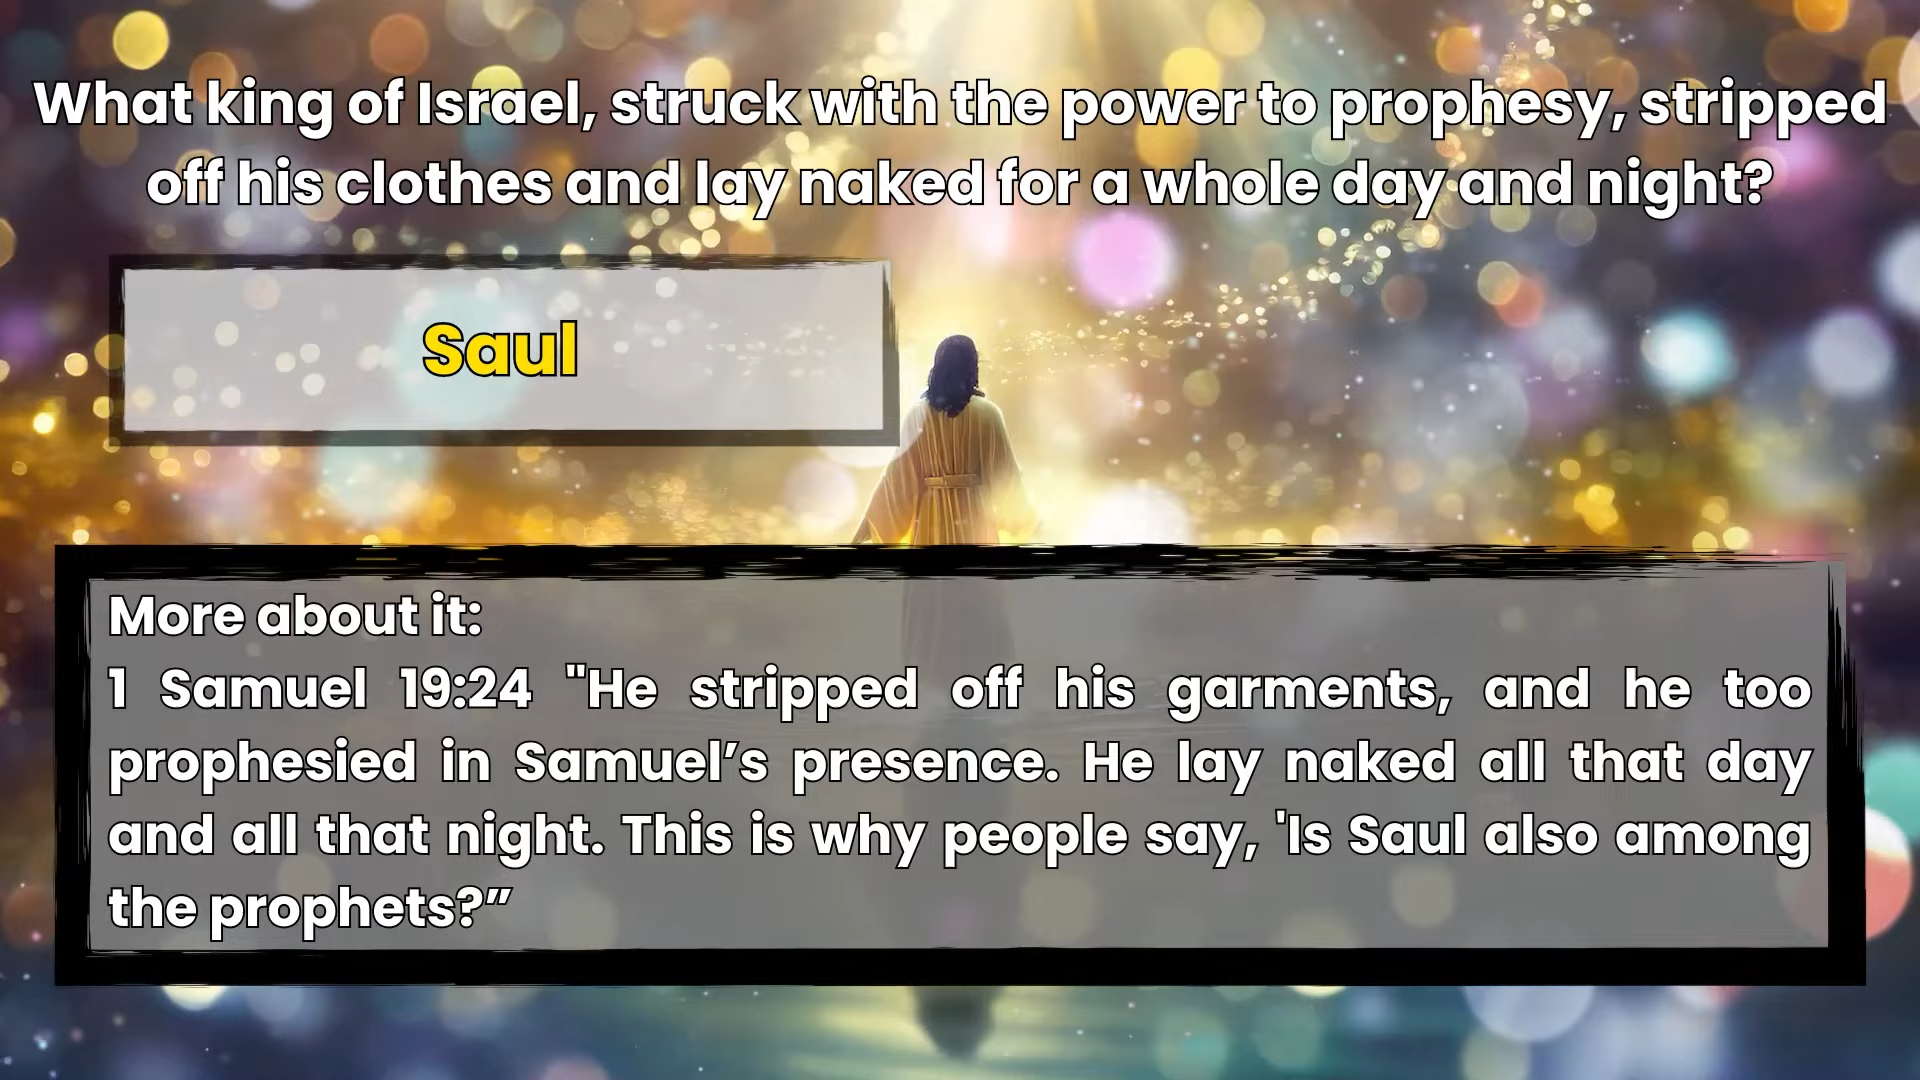 What king of Israel, struck with the power to prophesy, stripped
off his clothes and lay naked for a whole day and night?
Saul
More about it:
1 Samuel 19:24 "He stripped off his garments, and he too
prophesied in Samuel’s presence. He lay naked all that day
and all that night. This is why people say, 'Is Saul also among
the prophets?”